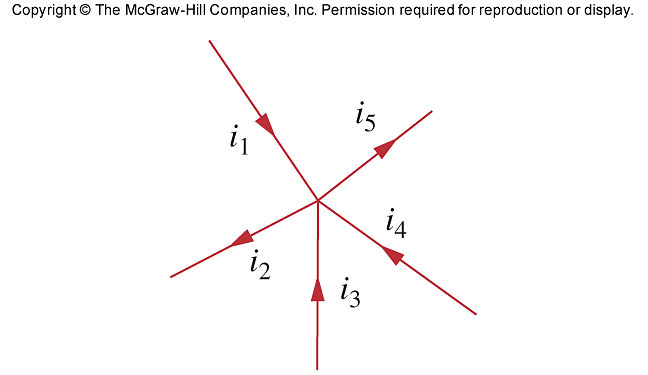 Copyright © The McGraw-Hill Companies, Inc. Permission required for reproduction or display.
i5
i1
i4
i2
i3